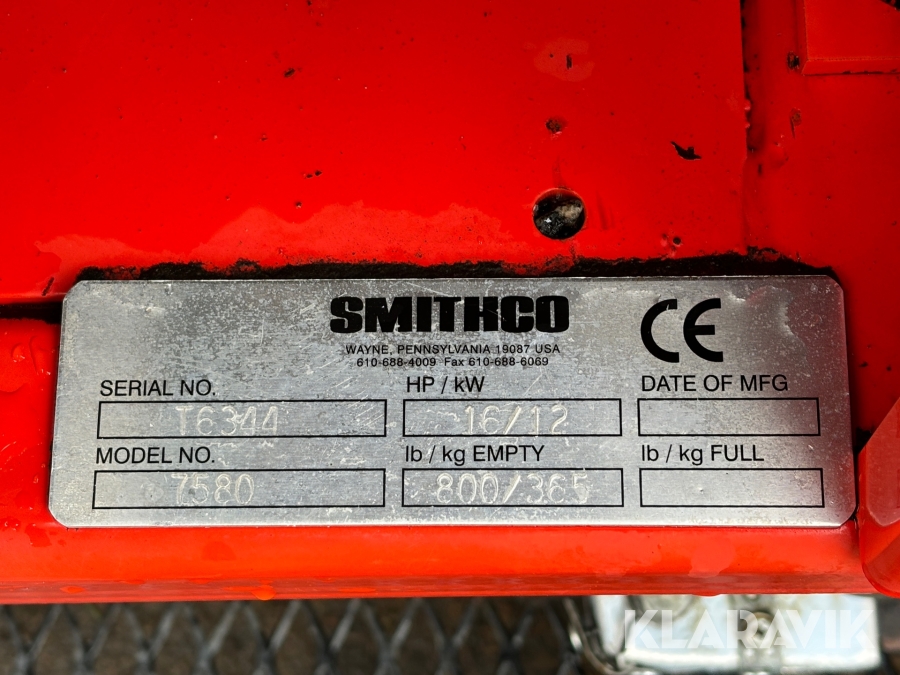 SMITHCO
CE
WAYNE, PENNSYLVANIA 19087 USA
610-688-4009 Fax 610-688-6069
SERIAL NO. HP / kW DATE OF MFG
T6344 16/12
MODEL NO. lb / kg EMPTY lb / kg FULL
7580 800/365
KLARAVIK